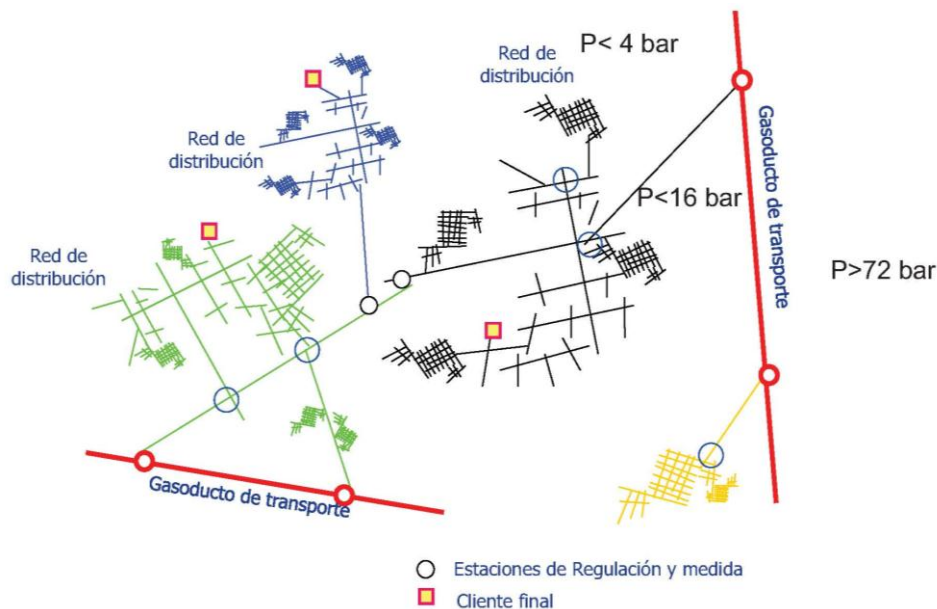 P< 4 bar
Red de
distribución
Red de
distribución
P<16 bar
Gasoducto de transporte
Red de
distribución
P>72 bar
Gasoducto de transporte
Estaciones de Regulación y medida
Cliente final